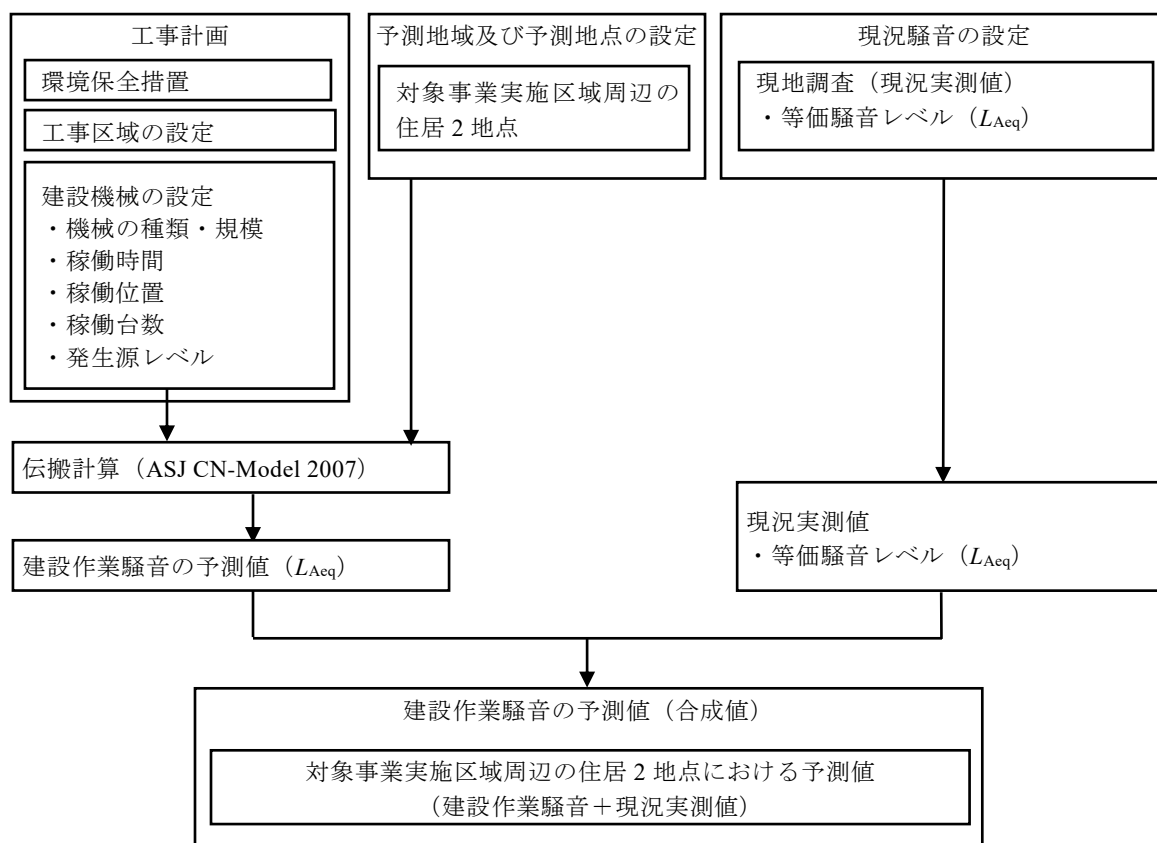 工事計画
環境保全措置
工事区域の設定
建設機械の設定
・機械の種類・規模
・稼働時間
・稼働位置
・稼働台数
・発生源レベル
予測地域及び予測地点の設定
対象事業実施区域周辺の
住居2地点
現況騒音の設定
現地調査（現況実測値）
・等価騒音レベル（LAeq）
伝搬計算（ASJ CN-Model 2007）
建設作業騒音の予測値（LAeq）
現況実測値
・等価騒音レベル（LAeq）
建設作業騒音の予測値（合成値）
対象事業実施区域周辺の住居2地点における予測値
（建設作業騒音＋現況実測値）